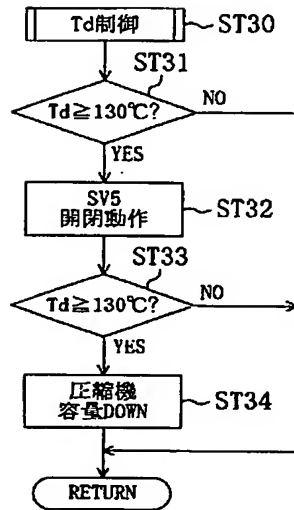 Td制御
ST30
ST31
Td≧130℃?
NO
YES
SV5
開閉動作
ST32
ST33
Td≧130℃?
NO
YES
圧縮機
容量DOWN
ST34
RETURN